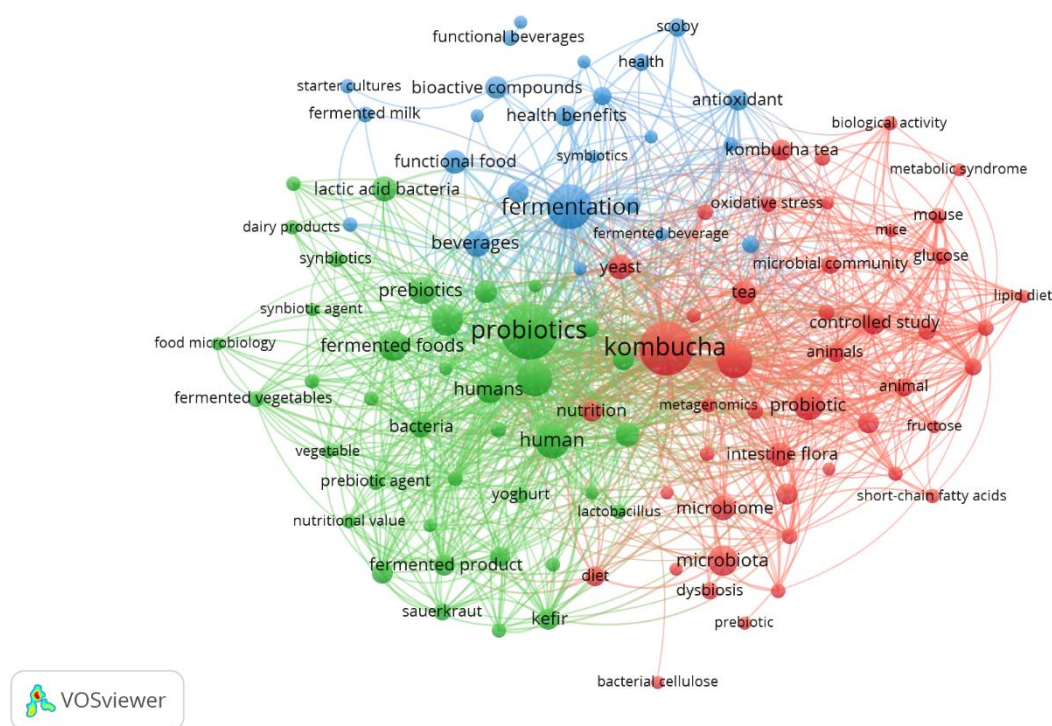 scoby
functional beverages
health
starter cultures
bioactive compounds
antioxidant
fermented milk
health benefits
biological activity
functional food
symbiotics
kombucha tea
metabolic syndrome
lactic acid bacteria
fermentation
oxidative stress
mouse
dairy products
fermented beverage
mice
beverages
synbiotics
yeast
microbial community
glucose
prebiotics
tea
lipid diet
synbiotic agent
probiotics
controlled study
food microbiology
fermented foods
kombucha
animals
humans
animal
fermented vegetables
nutrition
metagenomics
probiotic
bacteria
human
fructose
vegetable
intestine flora
prebiotic agent
yoghurt
short-chain fatty acids
nutritional value
lactobacillus
microbiome
fermented product
microbiota
diet
dysbiosis
sauerkraut
kefir
prebiotic
bacterial cellulose
VOSviewer